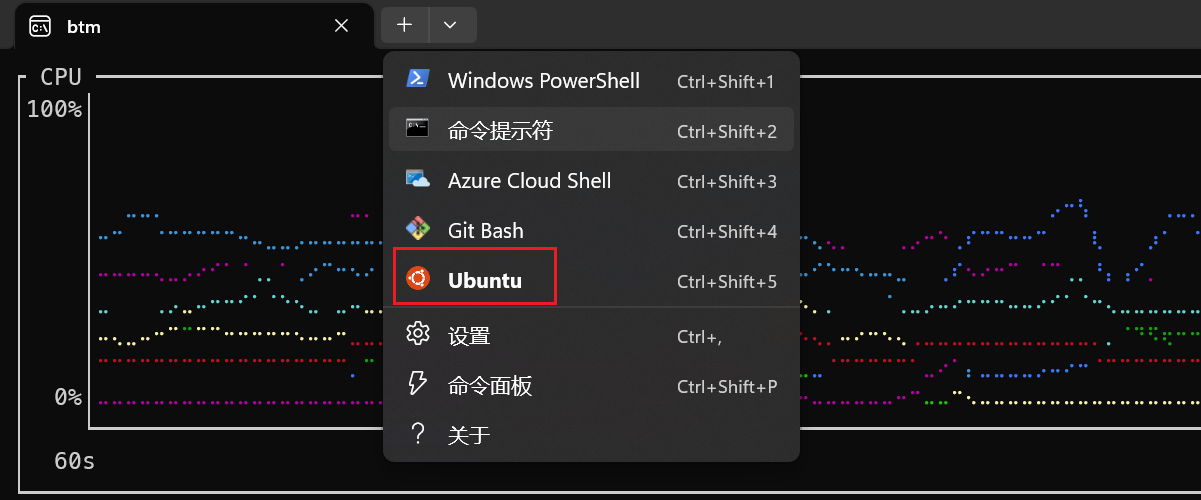 btm
CPU
100%
0%
60s
Windows PowerShell Ctrl+Shift+1
命令提示符 Ctrl+Shift+2
Azure Cloud Shell Ctrl+Shift+3
Git Bash Ctrl+Shift+4
Ubuntu Ctrl+Shift+5
设置 Ctrl+,
命令面板 Ctrl+Shift+P
关于